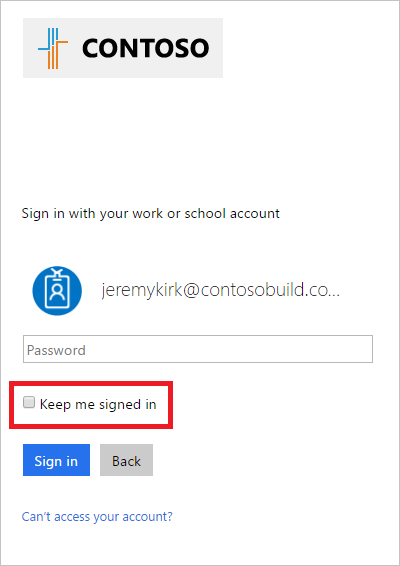 CONTOSO
Sign in with your work or school account
jeremykirk@contosobuild.co...
Password
Keep me signed in
Sign in
Back
Can't access your account?